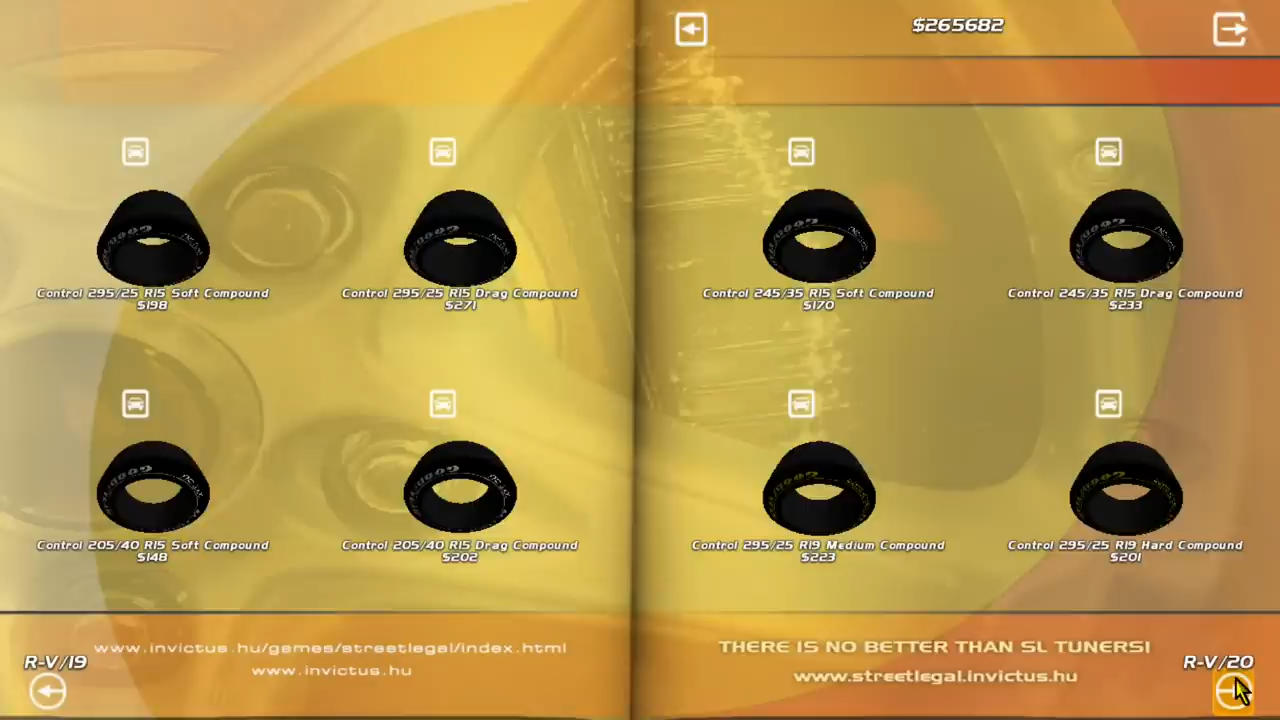 $265682
Control 295/25 R15 Soft Compound
$198
Control 295/25 R15 Drag Compound
$271
Control 245/35 R15 Soft Compound
$170
Control 245/35 R15 Drag Compound
$233
Control 205/40 R15 Soft Compound
$148
Control 205/40 R15 Drag Compound
$202
Control 295/25 R19 Medium Compound
$223
Control 295/25 R19 Hard Compound
$201
www.invictus.hu/games/streetlegal/index.html
www.invictus.hu
R-V/19
THERE IS NO BETTER THAN SL TUNERS!
www.streetlegal.invictus.hu
R-V/20